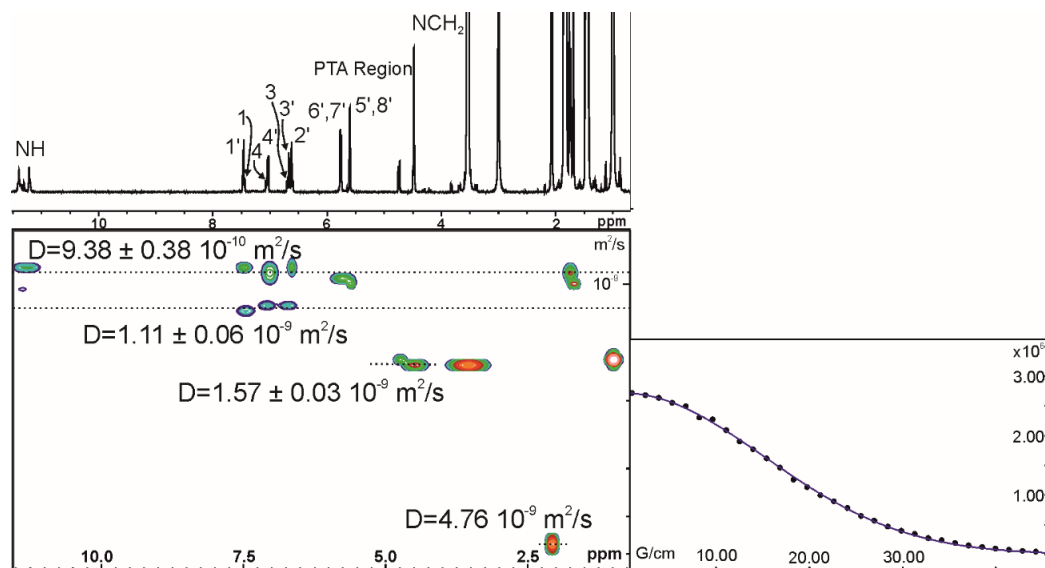 NCH₂
PTA Region
3
1 3' 6',7' 5',8'
1' 4 4' 2'
NH
10 8 6 4 2
ppm
D=9.38 ± 0.38 10⁻¹⁰ m²/s
m²/s
10⁻⁹
D=1.11 ± 0.06 10⁻⁹ m²/s
D=1.57 ± 0.03 10⁻⁹ m²/s
D=4.76 10⁻⁹ m²/s
10.0 7.5 5.0 2.5 ppm
x10⁶
3.00
2.00
1.00
G/cm 10.00 20.00 30.00